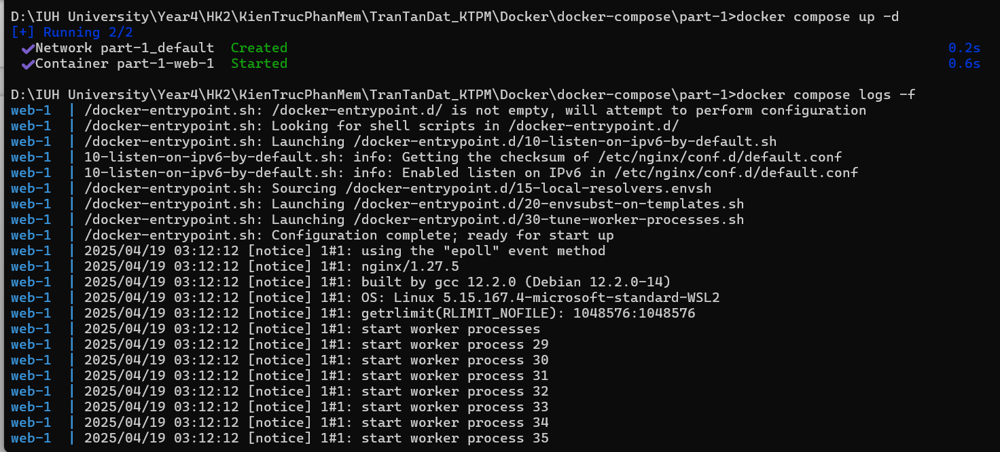 D:\IUH University\Year4\HK2\KienTrucPhanMem\TranTanDat_KTPM\Docker\docker-compose\part-1>docker compose up -d
[+] Running 2/2
✔Network part-1_default  Created  0.2s
✔Container part-1-web-1  Started  0.6s
D:\IUH University\Year4\HK2\KienTrucPhanMem\TranTanDat_KTPM\Docker\docker-compose\part-1>docker compose logs -f
web-1  | /docker-entrypoint.sh: /docker-entrypoint.d/ is not empty, will attempt to perform configuration
web-1  | /docker-entrypoint.sh: Looking for shell scripts in /docker-entrypoint.d/
web-1  | /docker-entrypoint.sh: Launching /docker-entrypoint.d/10-listen-on-ipv6-by-default.sh
web-1  | 10-listen-on-ipv6-by-default.sh: info: Getting the checksum of /etc/nginx/conf.d/default.conf
web-1  | 10-listen-on-ipv6-by-default.sh: info: Enabled listen on IPv6 in /etc/nginx/conf.d/default.conf
web-1  | /docker-entrypoint.sh: Sourcing /docker-entrypoint.d/15-local-resolvers.envsh
web-1  | /docker-entrypoint.sh: Launching /docker-entrypoint.d/20-envsubst-on-templates.sh
web-1  | /docker-entrypoint.sh: Launching /docker-entrypoint.d/30-tune-worker-processes.sh
web-1  | /docker-entrypoint.sh: Configuration complete; ready for start up
web-1  | 2025/04/19 03:12:12 [notice] 1#1: using the "epoll" event method
web-1  | 2025/04/19 03:12:12 [notice] 1#1: nginx/1.27.5
web-1  | 2025/04/19 03:12:12 [notice] 1#1: built by gcc 12.2.0 (Debian 12.2.0-14)
web-1  | 2025/04/19 03:12:12 [notice] 1#1: OS: Linux 5.15.167.4-microsoft-standard-WSL2
web-1  | 2025/04/19 03:12:12 [notice] 1#1: getrlimit(RLIMIT_NOFILE): 1048576:1048576
web-1  | 2025/04/19 03:12:12 [notice] 1#1: start worker processes
web-1  | 2025/04/19 03:12:12 [notice] 1#1: start worker process 29
web-1  | 2025/04/19 03:12:12 [notice] 1#1: start worker process 30
web-1  | 2025/04/19 03:12:12 [notice] 1#1: start worker process 31
web-1  | 2025/04/19 03:12:12 [notice] 1#1: start worker process 32
web-1  | 2025/04/19 03:12:12 [notice] 1#1: start worker process 33
web-1  | 2025/04/19 03:12:12 [notice] 1#1: start worker process 34
web-1  | 2025/04/19 03:12:12 [notice] 1#1: start worker process 35